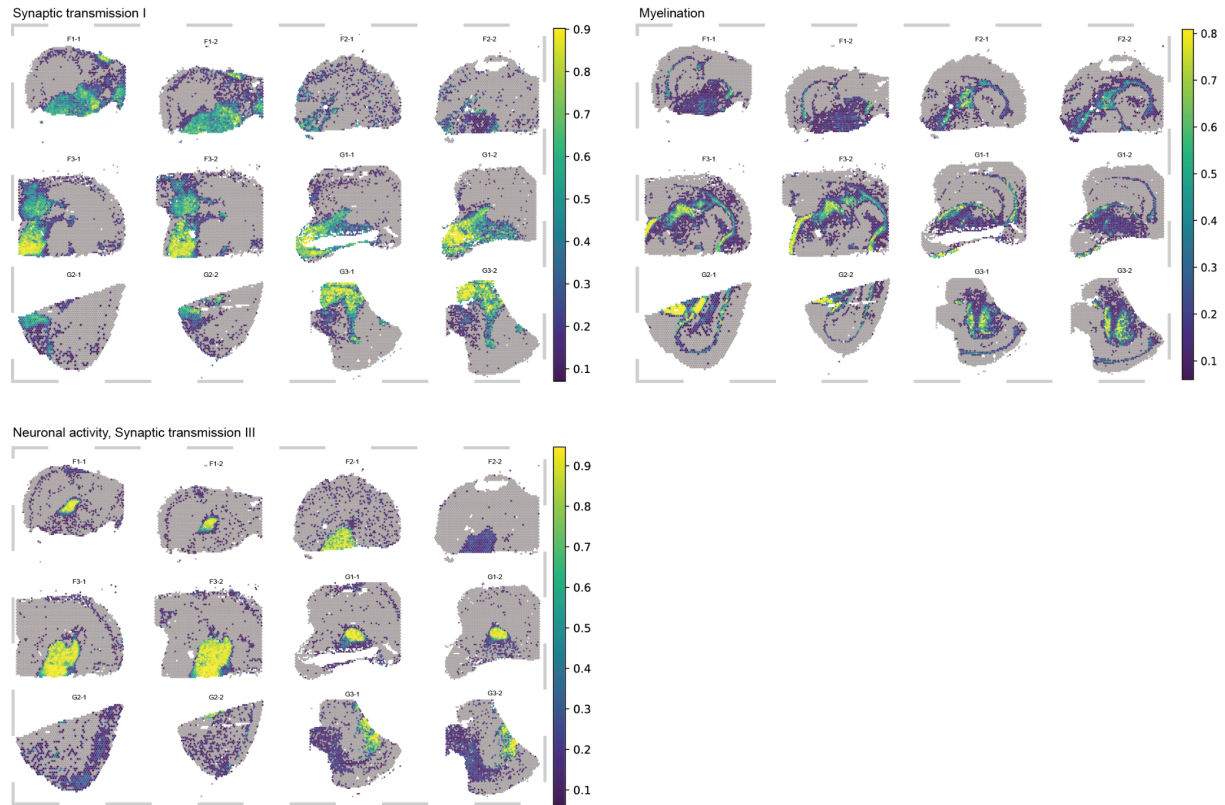 Synaptic transmission I
F1-1
F1-2
F2-1
F2-2
F3-1
F3-2
G1-1
G1-2
G2-1
G2-2
G3-1
G3-2
0.9
0.8
0.7
0.6
0.5
0.4
0.3
0.2
0.1
Myelination
F1-1
F1-2
F2-1
F2-2
F3-1
F3-2
G1-1
G1-2
G2-1
G2-2
G3-1
G3-2
0.8
0.7
0.6
0.5
0.4
0.3
0.2
0.1
Neuronal activity, Synaptic transmission III
F1-1
F1-2
F2-1
F2-2
F3-1
F3-2
G1-1
G1-2
G2-1
G2-2
G3-1
G3-2
0.9
0.8
0.7
0.6
0.5
0.4
0.3
0.2
0.1